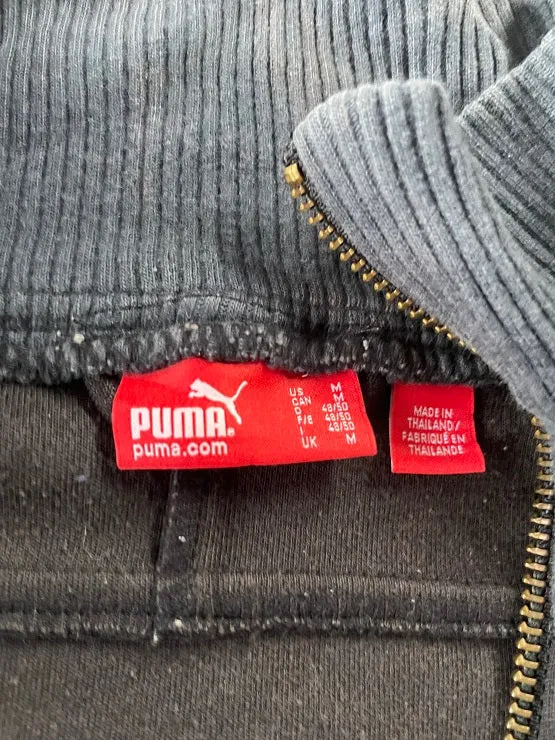 PUMA®
puma.com
US M
CAN M
D 48/50
F/E 48/50
I 48/50
UK M
MADE IN
THAILAND/
FABRIQUÉ EN
THAÏLANDE